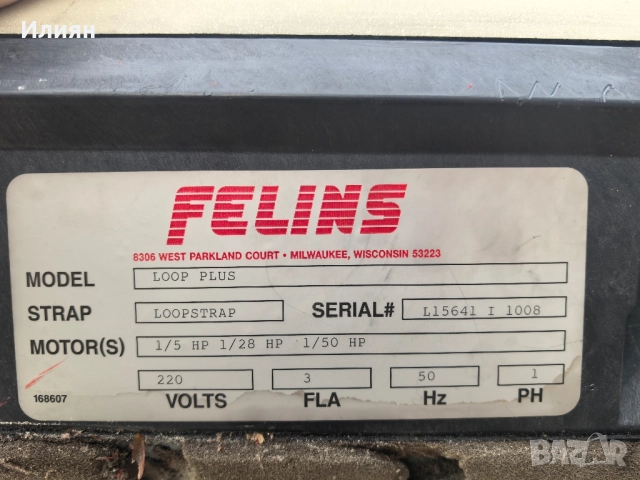 Илиян
FELINS
8306 WEST PARKLAND COURT • MILWAUKEE, WISCONSIN 53223
MODEL LOOP PLUS
STRAP LOOPSTRAP SERIAL# L15641 I 1008
MOTOR(S) 1/5 HP 1/28 HP 1/50 HP
220 3 50 1
168607 VOLTS FLA Hz PH
BAZAR